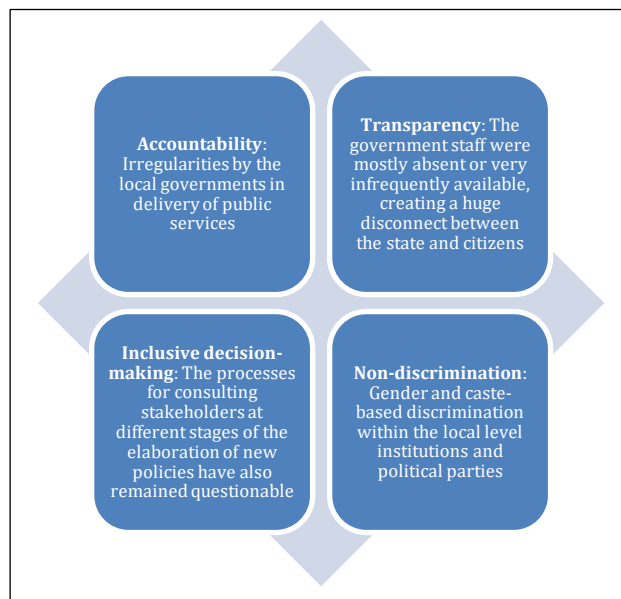 Accountability:
Irregularities by the
local governments in
delivery of public
services
Transparency: The
government staff were
mostly absent or very
infrequently available,
creating a huge
disconnect between
the state and citizens
Inclusive decision-
making: The processes
for consulting
stakeholders at
different stages of the
elaboration of new
policies have also
remained questionable
Non-discrimination:
Gender and caste-
based discrimination
within the local level
institutions and
political parties